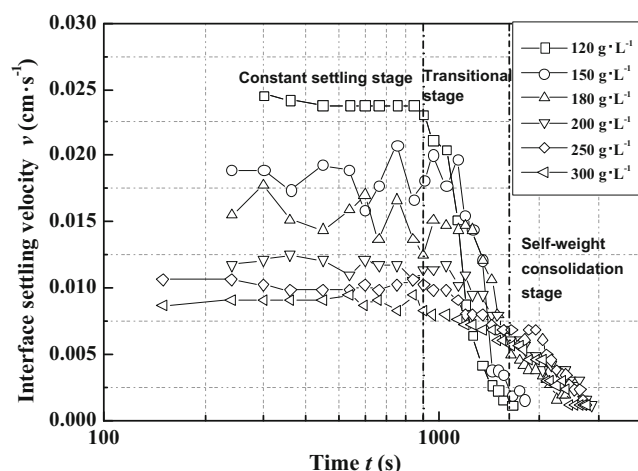 0.030
0.025
0.020
0.015
0.010
0.005
0.000
Interface settling velocity v (cm·s⁻¹)
Constant settling stage
Transitional
stage
Self-weight
consolidation
stage
120 g·L⁻¹
150 g·L⁻¹
180 g·L⁻¹
200 g·L⁻¹
250 g·L⁻¹
300 g·L⁻¹
100
1000
Time t (s)